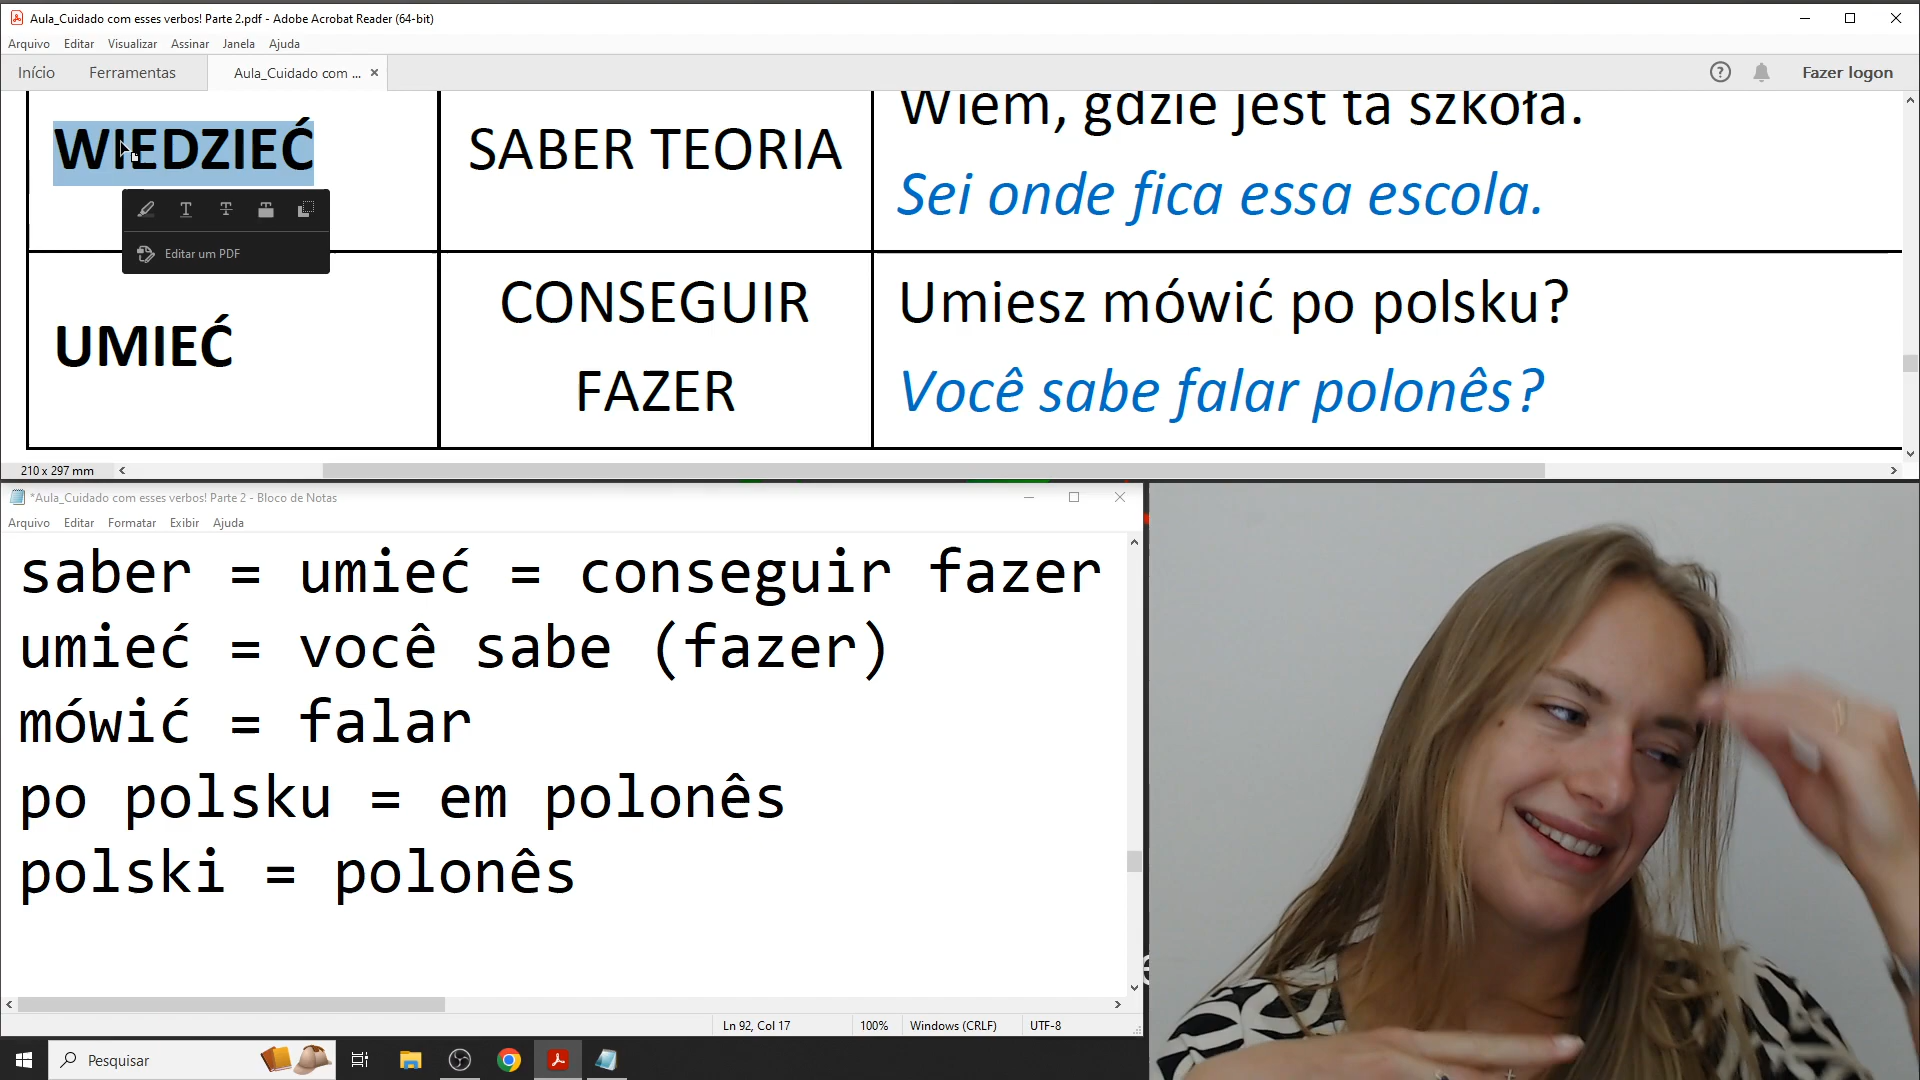 Aula_Cuidado com esses verbos! Parte 2.pdf - Adobe Acrobat Reader (64-bit)
Arquivo Editar Visualizar Assinar Janela Ajuda
Início Ferramentas Aula_Cuidado com ... Fazer logon
WIEDZIEĆ
SABER TEORIA
Wiem, gdzie jest ta szkoła.
Sei onde fica essa escola.
Editar um PDF
UMIEĆ
CONSEGUIR
FAZER
Umiesz mówić po polsku?
Você sabe falar polonês?
210 x 297 mm
*Aula_Cuidado com esses verbos! Parte 2 - Bloco de Notas
Arquivo Editar Formatar Exibir Ajuda
saber = umieć = conseguir fazer
umieć = você sabe (fazer)
mówić = falar
po polsku = em polonês
polski = polonês
Ln 92, Col 17 100% Windows (CRLF) UTF-8
Pesquisar